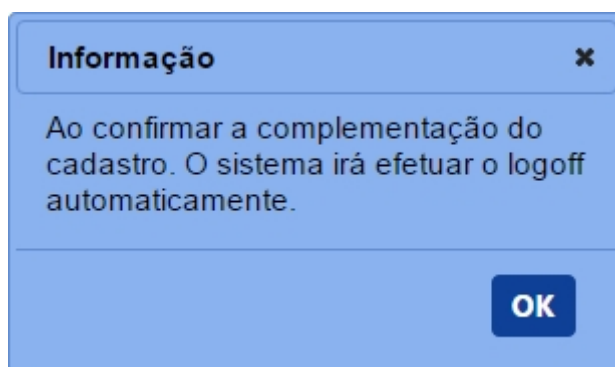 Informação
Ao confirmar a complementação do
cadastro. O sistema irá efetuar o logoff
automaticamente.
OK